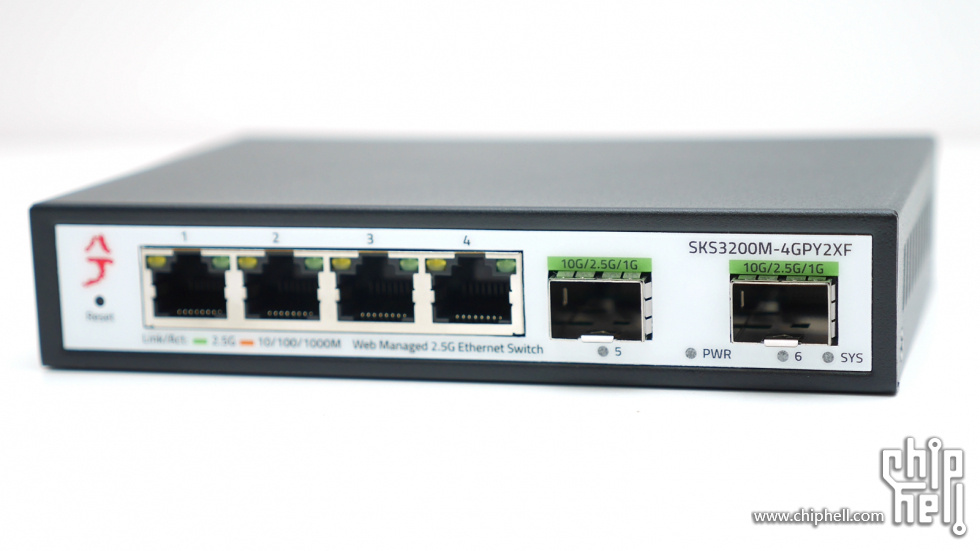 1 2 3 4
SKS3200M-4GPY2XF
10G/2.5G/1G
10G/2.5G/1G
Reset
Link/Act: 2.5G 10/100/1000M Web Managed 2.5G Ethernet Switch
5 PWR 6 SYS
chip
hell
www.chiphell.com